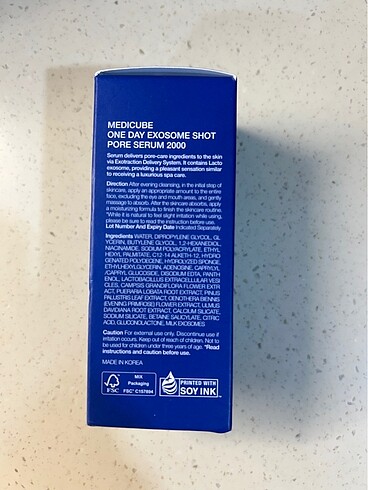 MEDICUBE
ONE DAY EXOSOME SHOT
PORE SERUM 2000
Serum delivers pore-care ingredients to the skin
via Exotraction Delivery System. It contains Lacto
exosome, providing a pleasant sensation similar
to receiving a luxurious spa care.
Direction After evening cleansing, in the initial step of
skincare, apply an appropriate amount to the entire
face, excluding the eye and mouth areas, and gently
massage to absorb. After the skincare absorbs, apply
a moisturizing formula to finish the skincare routine.
*While it is natural to feel slight irritation while using,
please be sure to read the instruction before use.
Lot Number And Expiry Date Indicated Separately
Ingredients WATER, DIPROPYLENE GLYCOL, GL
YCERIN, BUTYLENE GLYCOL, 1,2-HEXANEDIOL,
NIACINAMIDE, SODIUM POLYACRYLATE, ETHYL
HEXYL PALMITATE, C12-14 ALKETH-12, HYDRO
GENATED POLYDECENE, HYDROLYZED SPONGE,
ETHYLHEXYLGLYCERIN, ADENOSINE, CAPRYLYL
/CAPRYL GLUCOSIDE, DISODIUM EDTA, PANTH
ENOL, LACTOBACILLUS EXTRACELLULAR VESI
CLES, CAMPSIS GRANDIFLORA FLOWER EXTR
ACT, PUERARIA LOBATA ROOT EXTRACT, PINUS
PALUSTRIS LEAF EXTRACT, OENOTHERA BIENNIS
(EVENING PRIMROSE) FLOWER EXTRACT, ULMUS
DAVIDIANA ROOT EXTRACT, CALCIUM SILICATE,
SODIUM SILICATE, BETAINE SALICYLATE, CITRIC
ACID, GLUCONOLACTONE, MILK EXOSOMES
Caution For external use only. Discontinue use if
irritation occurs. Keep out of reach of children. Not to
be used for children under three years of age. *Read
instructions and caution before use.
MADE IN KOREA
FSC
MIX
Packaging
FSC® C157894
PRINTED WITH
SOY INK